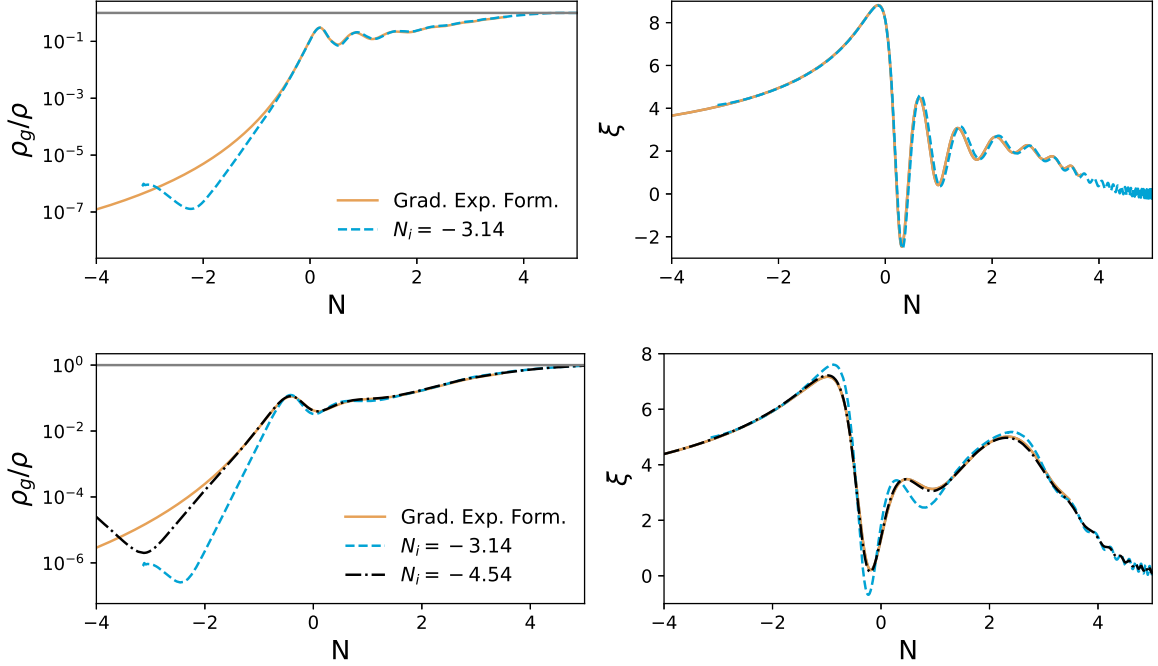 10^{-1}
10^{-3}
10^{-5}
10^{-7}
ρ_g/ρ
Grad. Exp. Form.
N_i = −3.14
−4 −2 0 2 4
N
8
6
4
2
0
−2
ξ
−4 −2 0 2 4
N
10^0
10^{-2}
10^{-4}
10^{-6}
ρ_g/ρ
Grad. Exp. Form.
N_i = −3.14
N_i = −4.54
−4 −2 0 2 4
N
8
6
4
2
0
ξ
−4 −2 0 2 4
N